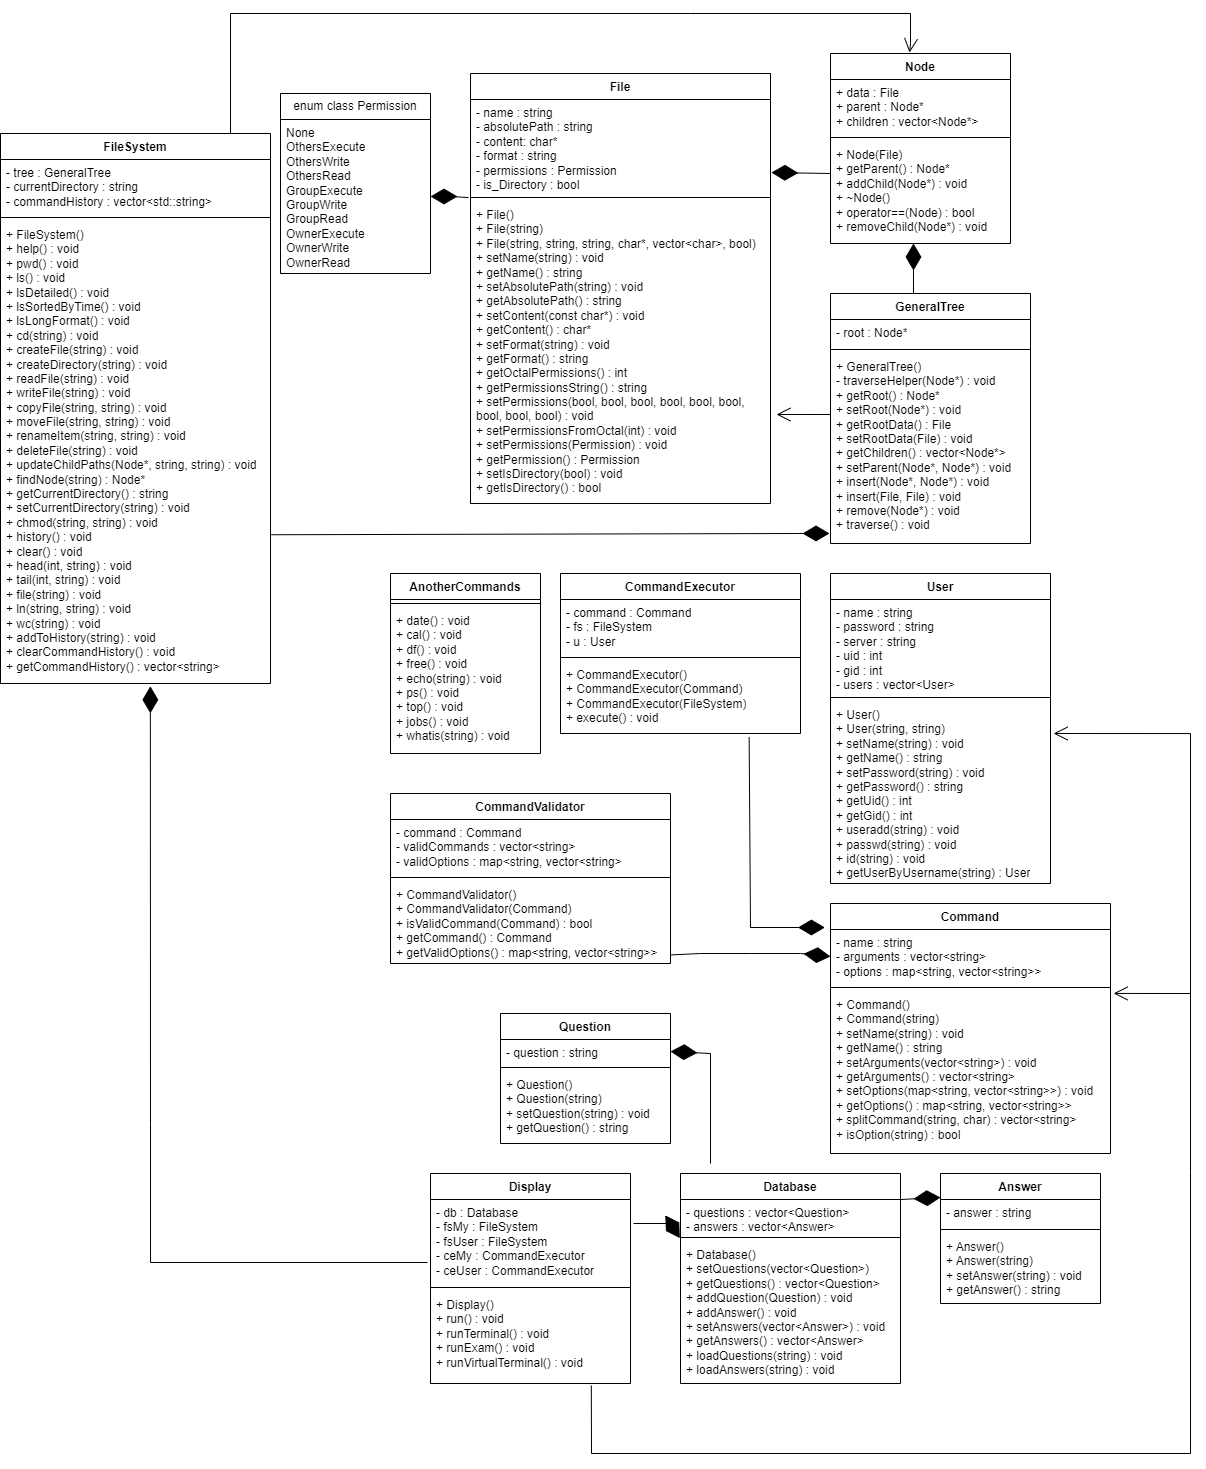 FileSystem
- tree : GeneralTree
- currentDirectory : string
- commandHistory : vector<std::string>
+ FileSystem()
+ help() : void
+ pwd() : void
+ ls() : void
+ lsDetailed() : void
+ lsSortedByTime() : void
+ lsLongFormat() : void
+ cd(string) : void
+ createFile(string) : void
+ createDirectory(string) : void
+ readFile(string) : void
+ writeFile(string) : void
+ copyFile(string, string) : void
+ moveFile(string, string) : void
+ renameItem(string, string) : void
+ deleteFile(string) : void
+ updateChildPaths(Node*, string, string) : void
+ findNode(string) : Node*
+ getCurrentDirectory() : string
+ setCurrentDirectory(string) : void
+ chmod(string, string) : void
+ history() : void
+ clear() : void
+ head(int, string) : void
+ tail(int, string) : void
+ file(string) : void
+ ln(string, string) : void
+ wc(string) : void
+ addToHistory(string) : void
+ clearCommandHistory() : void
+ getCommandHistory() : vector<string>
enum class Permission
None
OthersExecute
OthersWrite
OthersRead
GroupExecute
GroupWrite
GroupRead
OwnerExecute
OwnerWrite
OwnerRead
File
- name : string
- absolutePath : string
- content: char*
- format : string
- permissions : Permission
- is_Directory : bool
+ File()
+ File(string)
+ File(string, string, string, char*, vector<char>, bool)
+ setName(string) : void
+ getName() : string
+ setAbsolutePath(string) : void
+ getAbsolutePath() : string
+ setContent(const char*) : void
+ getContent() : char*
+ setFormat(string) : void
+ getFormat() : string
+ getOctalPermissions() : int
+ getPermissionsString() : string
+ setPermissions(bool, bool, bool, bool, bool, bool,
bool, bool, bool) : void
+ setPermissionsFromOctal(int) : void
+ setPermissions(Permission) : void
+ getPermission() : Permission
+ setIsDirectory(bool) : void
+ getIsDirectory() : bool
Node
+ data : File
+ parent : Node*
+ children : vector<Node*>
+ Node(File)
+ getParent() : Node*
+ addChild(Node*) : void
+ ~Node()
+ operator==(Node) : bool
+ removeChild(Node*) : void
GeneralTree
- root : Node*
+ GeneralTree()
- traverseHelper(Node*) : void
+ getRoot() : Node*
+ setRoot(Node*) : void
+ getRootData() : File
+ setRootData(File) : void
+ getChildren() : vector<Node*>
+ setParent(Node*, Node*) : void
+ insert(Node*, Node*) : void
+ insert(File, File) : void
+ remove(Node*) : void
+ traverse() : void
AnotherCommands
+ date() : void
+ cal() : void
+ df() : void
+ free() : void
+ echo(string) : void
+ ps() : void
+ top() : void
+ jobs() : void
+ whatis(string) : void
CommandExecutor
- command : Command
- fs : FileSystem
- u : User
+ CommandExecutor()
+ CommandExecutor(Command)
+ CommandExecutor(FileSystem)
+ execute() : void
User
- name : string
- password : string
- server : string
- uid : int
- gid : int
- users : vector<User>
+ User()
+ User(string, string)
+ setName(string) : void
+ getName() : string
+ setPassword(string) : void
+ getPassword() : string
+ getUid() : int
+ getGid() : int
+ useradd(string) : void
+ passwd(string) : void
+ id(string) : void
+ getUserByUsername(string) : User
CommandValidator
- command : Command
- validCommands : vector<string>
- validOptions : map<string, vector<string>
+ CommandValidator()
+ CommandValidator(Command)
+ isValidCommand(Command) : bool
+ getCommand() : Command
+ getValidOptions() : map<string, vector<string>>
Command
- name : string
- arguments : vector<string>
- options : map<string, vector<string>>
+ Command()
+ Command(string)
+ setName(string) : void
+ getName() : string
+ setArguments(vector<string>) : void
+ getArguments() : vector<string>
+ setOptions(map<string, vector<string>>) : void
+ getOptions() : map<string, vector<string>>
+ splitCommand(string, char) : vector<string>
+ isOption(string) : bool
Question
- question : string
+ Question()
+ Question(string)
+ setQuestion(string) : void
+ getQuestion() : string
Display
- db : Database
- fsMy : FileSystem
- fsUser : FileSystem
- ceMy : CommandExecutor
- ceUser : CommandExecutor
+ Display()
+ run() : void
+ runTerminal() : void
+ runExam() : void
+ runVirtualTerminal() : void
Database
- questions : vector<Question>
- answers : vector<Answer>
+ Database()
+ setQuestions(vector<Question>)
+ getQuestions() : vector<Question>
+ addQuestion(Question) : void
+ addAnswer() : void
+ setAnswers(vector<Answer>) : void
+ getAnswers() : vector<Answer>
+ loadQuestions(string) : void
+ loadAnswers(string) : void
Answer
- answer : string
+ Answer()
+ Answer(string)
+ setAnswer(string) : void
+ getAnswer() : string